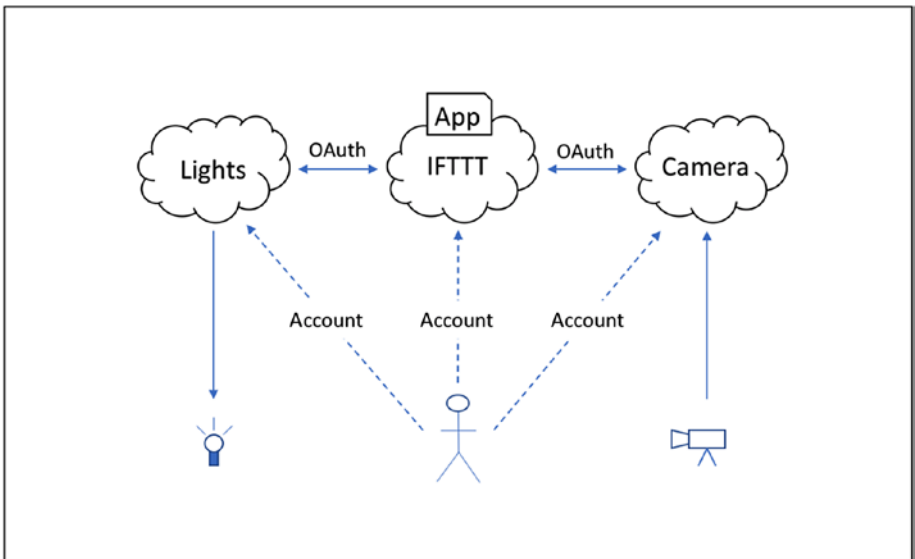 App
OAuth
OAuth
Lights
IFTTT
Camera
Account
Account
Account